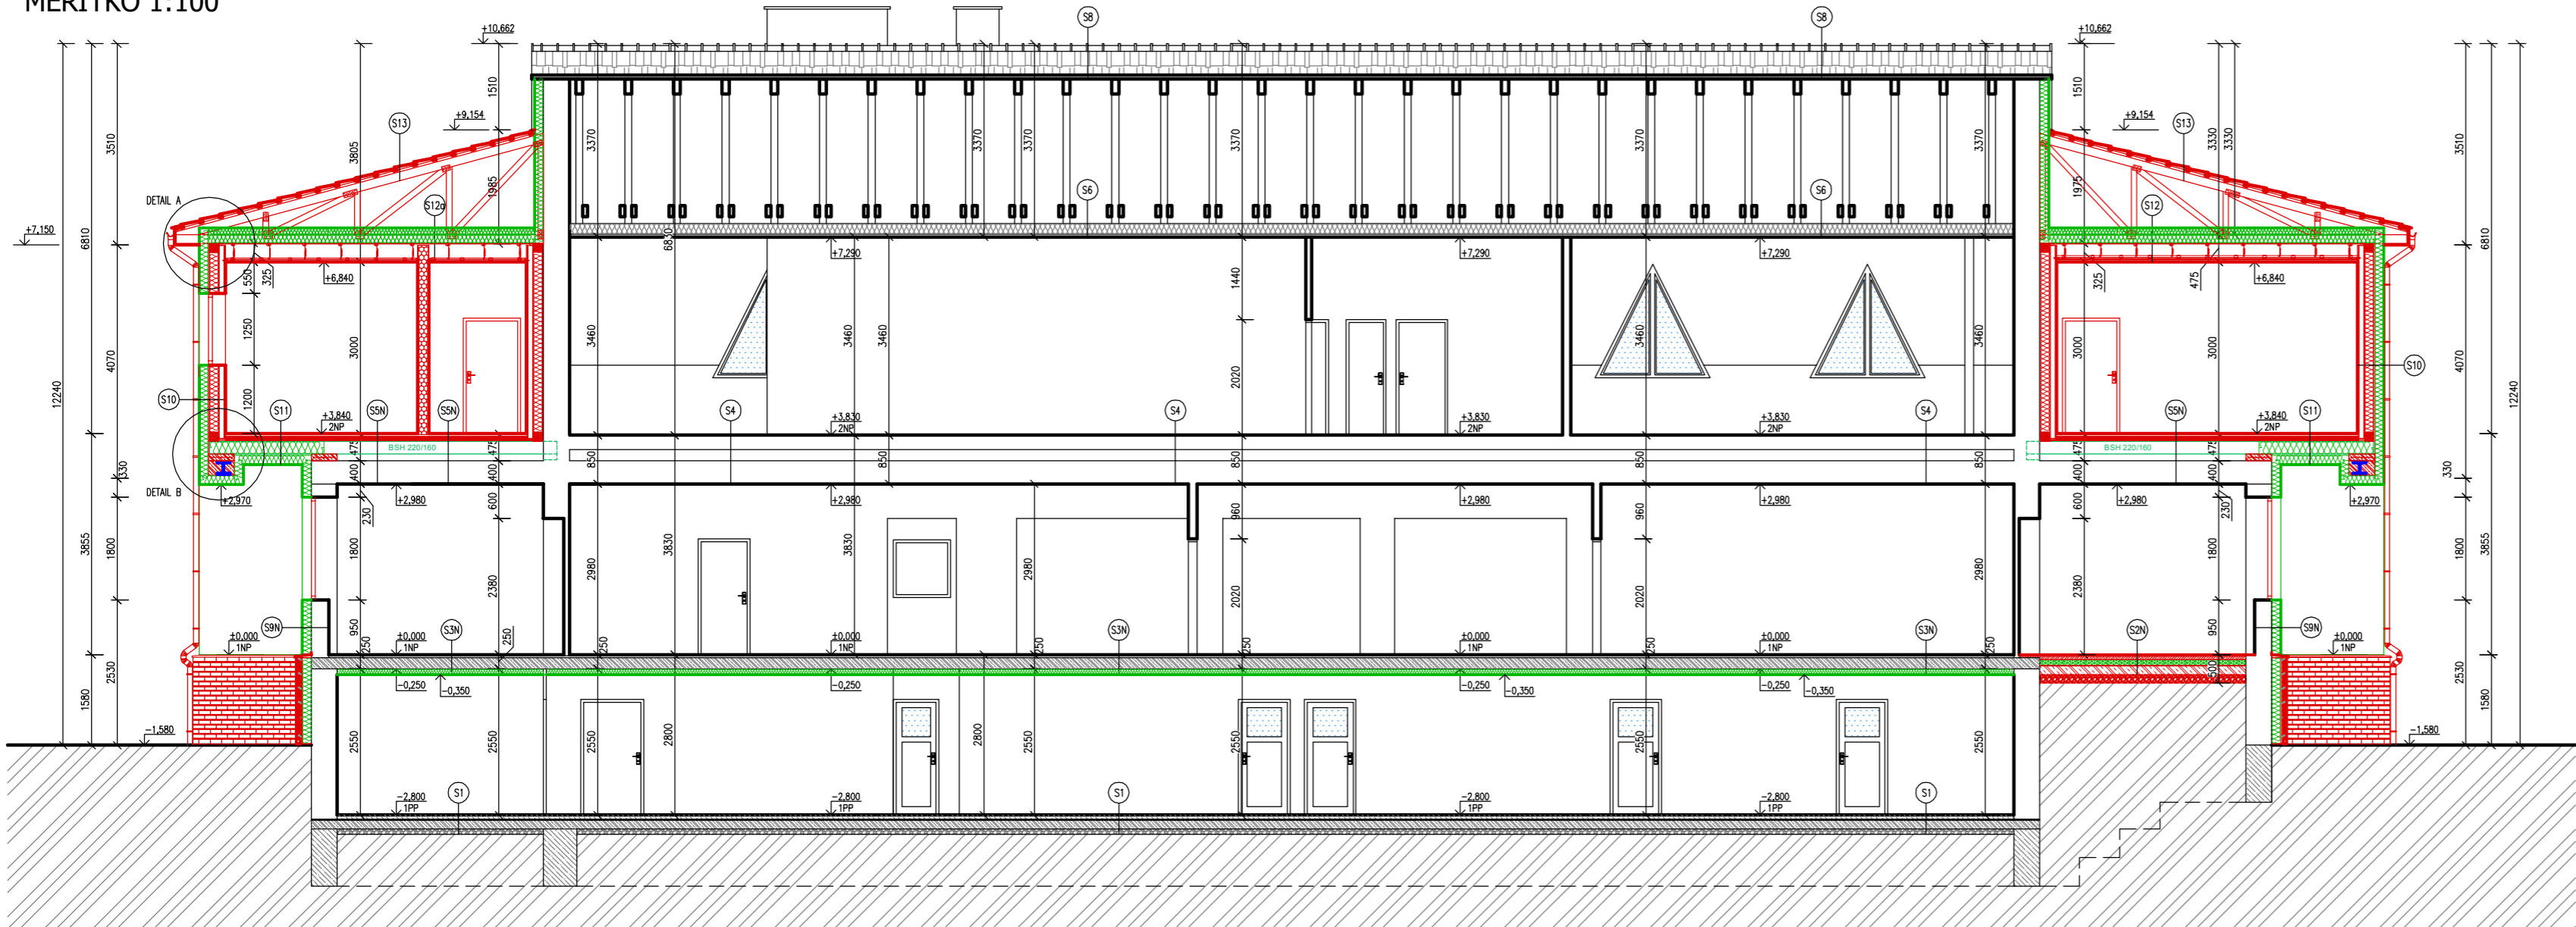 MĚŘÍTKO 1:100
S8
S8
+10,662
+10,662
1510
1510
S13
+9,154
+9,154
S13
3510
3510
3805
3370
3370
3370
3370
3370
3370
3330
3330
3510
1985
1975
DETAIL A
S12a
S6
S6
S12
+7,150
6810
6830
6810
+7,290
+7,290
+7,290
550
325
+6,840
325
475
+6,840
1440
1250
4070
3000
3460
3460
3460
3460
3460
3000
3000
4070
12240
12240
2020
1200
S10
S10
S11
S5N
S5N
S4
S4
S4
S5N
S11
+3,840
2NP
+3,830
2NP
+3,830
2NP
+3,830
2NP
+3,840
2NP
BSH 220/160
BSH 220/160
475
475
475
475
850
850
850
850
850
330
400
400
400
400
330
DETAIL B
+2,970
+2,980
+2,980
+2,980
+2,980
+2,980
+2,970
230
600
600
230
960
960
3855
1800
1800
3830
3830
1800
1800
3855
2980
2980
2980
2380
2380
2020
2020
S9N
S3N
S3N
S3N
S2N
S9N
950
250
250
950
±0,000
1NP
±0,000
1NP
±0,000
1NP
±0,000
1NP
±0,000
1NP
±0,000
1NP
250
250
250
250
250
2530
2530
500
-0,250
-0,350
-0,250
-0,250
-0,350
-0,250
-0,350
1580
1580
-1,580
-1,580
2550
2550
2550
2800
2800
2550
2550
2550
2550
S1
S1
S1
-2,800
1PP
-2,800
1PP
-2,800
1PP
-2,800
1PP